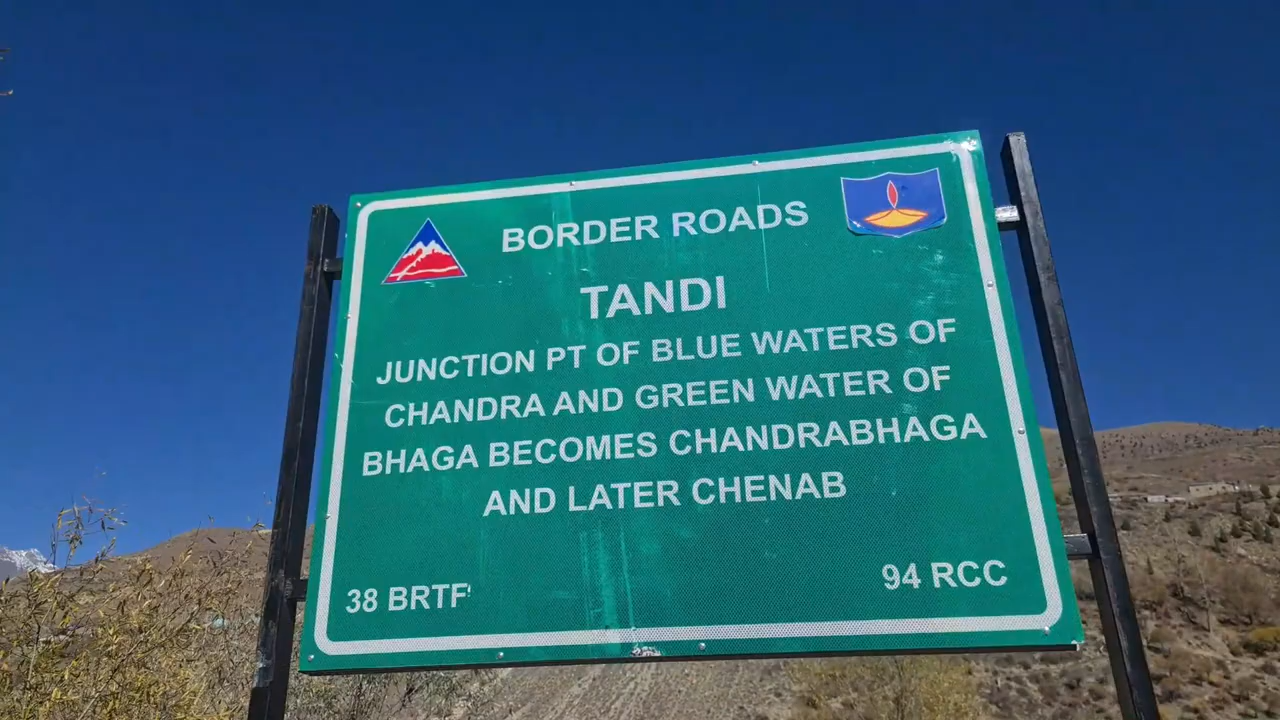 BORDER ROADS
TANDI
JUNCTION PT OF BLUE WATERS OF
CHANDRA AND GREEN WATER OF
BHAGA BECOMES CHANDRABHAGA
AND LATER CHENAB
38 BRTF
94 RCC